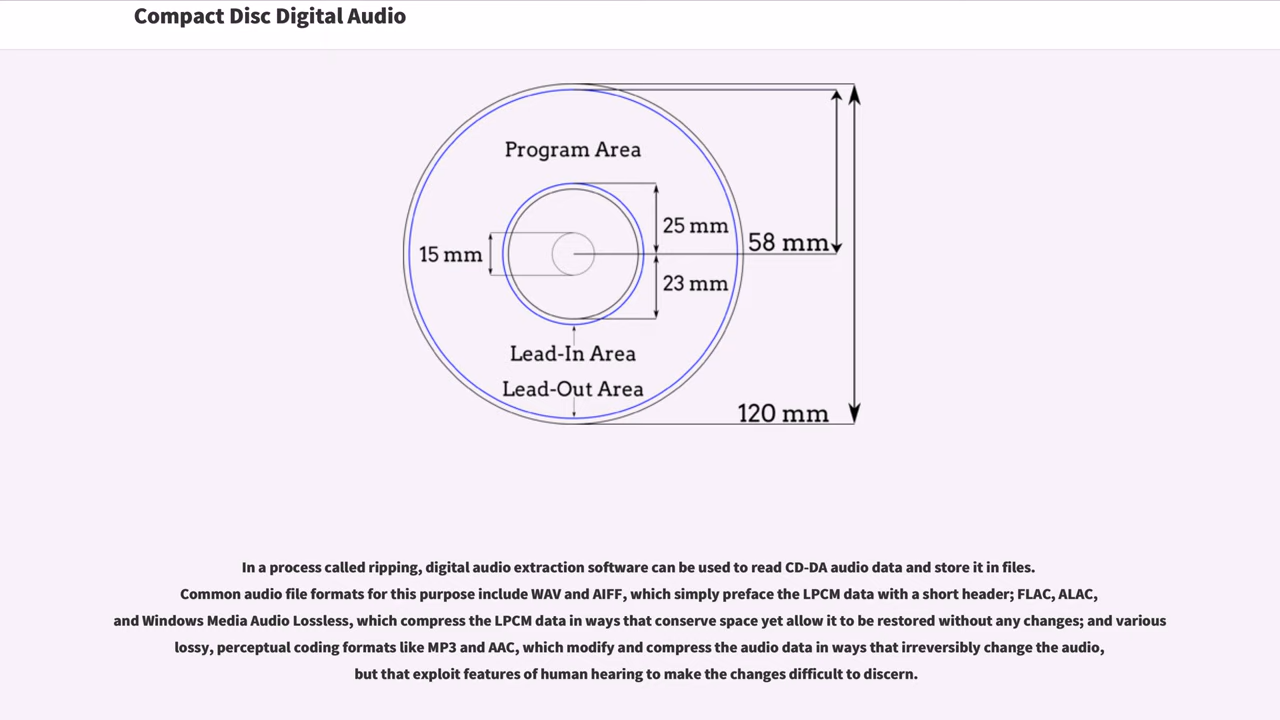 Compact Disc Digital Audio
Program Area
25 mm
58 mm
15 mm
23 mm
Lead-In Area
Lead-Out Area
120 mm
In a process called ripping, digital audio extraction software can be used to read CD-DA audio data and store it in files.
Common audio file formats for this purpose include WAV and AIFF, which simply preface the LPCM data with a short header; FLAC, ALAC,
and Windows Media Audio Lossless, which compress the LPCM data in ways that conserve space yet allow it to be restored without any changes; and various
lossy, perceptual coding formats like MP3 and AAC, which modify and compress the audio data in ways that irreversibly change the audio,
but that exploit features of human hearing to make the changes difficult to discern.